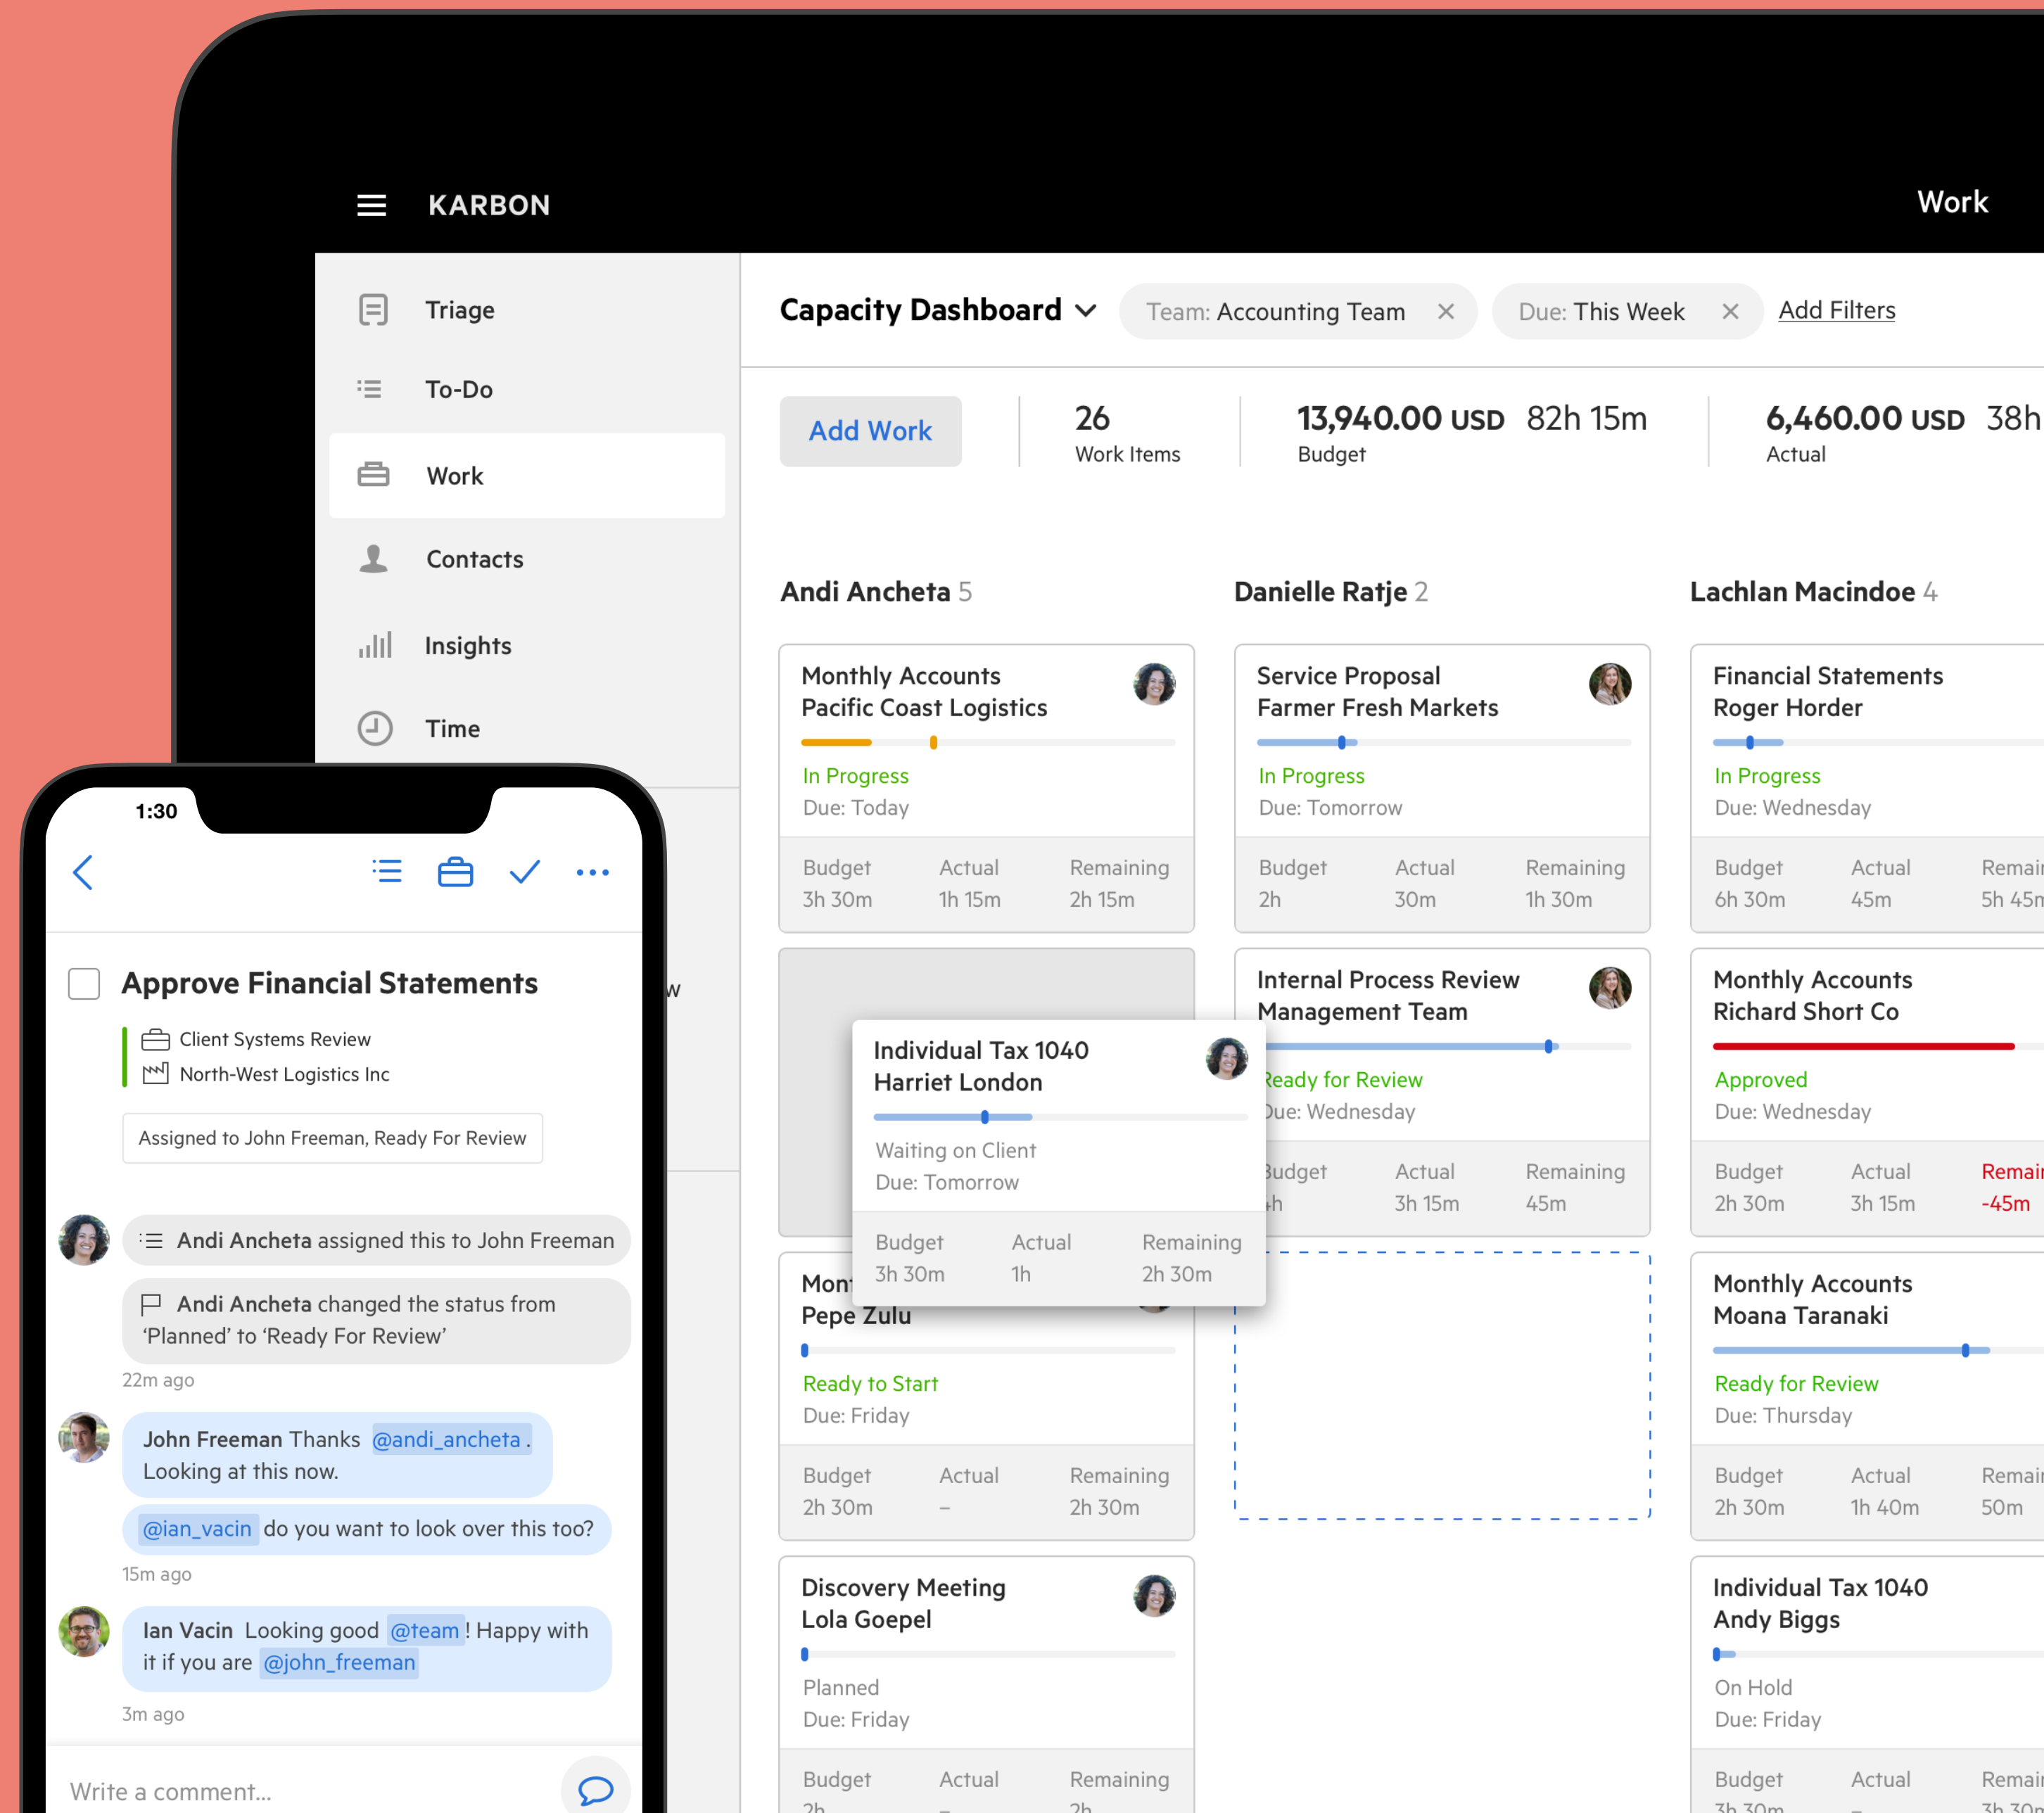 KARBON
Work
Triage
To-Do
Work
Contacts
Insights
Time
Capacity Dashboard
Team: Accounting Team
Due: This Week
Add Filters
Add Work
26
Work Items
13,940.00 USD 82h 15m
Budget
6,460.00 USD 38h
Actual
Andi Ancheta 5
Monthly Accounts
Pacific Coast Logistics
In Progress
Due: Today
Budget Actual Remaining
3h 30m 1h 15m 2h 15m
Individual Tax 1040
Harriet London
Waiting on Client
Due: Tomorrow
Budget Actual Remaining
3h 30m 1h 2h 30m
Pepe Zulu
Ready to Start
Due: Friday
Budget Actual Remaining
2h 30m – 2h 30m
Discovery Meeting
Lola Goepel
Planned
Due: Friday
Budget Actual Remaining
2h – 2h
Danielle Ratje 2
Service Proposal
Farmer Fresh Markets
In Progress
Due: Tomorrow
Budget Actual Remaining
2h 30m 1h 30m
Internal Process Review
Management Team
Ready for Review
Due: Wednesday
Budget Actual Remaining
4h 3h 15m 45m
Lachlan Macindoe 4
Financial Statements
Roger Horder
In Progress
Due: Wednesday
Budget Actual
6h 30m 45m 5h 45m
Monthly Accounts
Richard Short Co
Approved
Due: Wednesday
Budget Actual
2h 30m 3h 15m -45m
Monthly Accounts
Moana Taranaki
Ready for Review
Due: Thursday
Budget Actual
2h 30m 1h 40m 50m
Individual Tax 1040
Andy Biggs
On Hold
Due: Friday
Budget Actual
3h 30m – 3h 30m
1:30
Approve Financial Statements
Client Systems Review
North-West Logistics Inc
Assigned to John Freeman, Ready For Review
Andi Ancheta assigned this to John Freeman
Andi Ancheta changed the status from
‘Planned’ to ‘Ready For Review’
22m ago
John Freeman Thanks @andi_ancheta .
Looking at this now.
@ian_vacin do you want to look over this too?
15m ago
Ian Vacin Looking good @team ! Happy with
it if you are @john_freeman
3m ago
Write a comment...